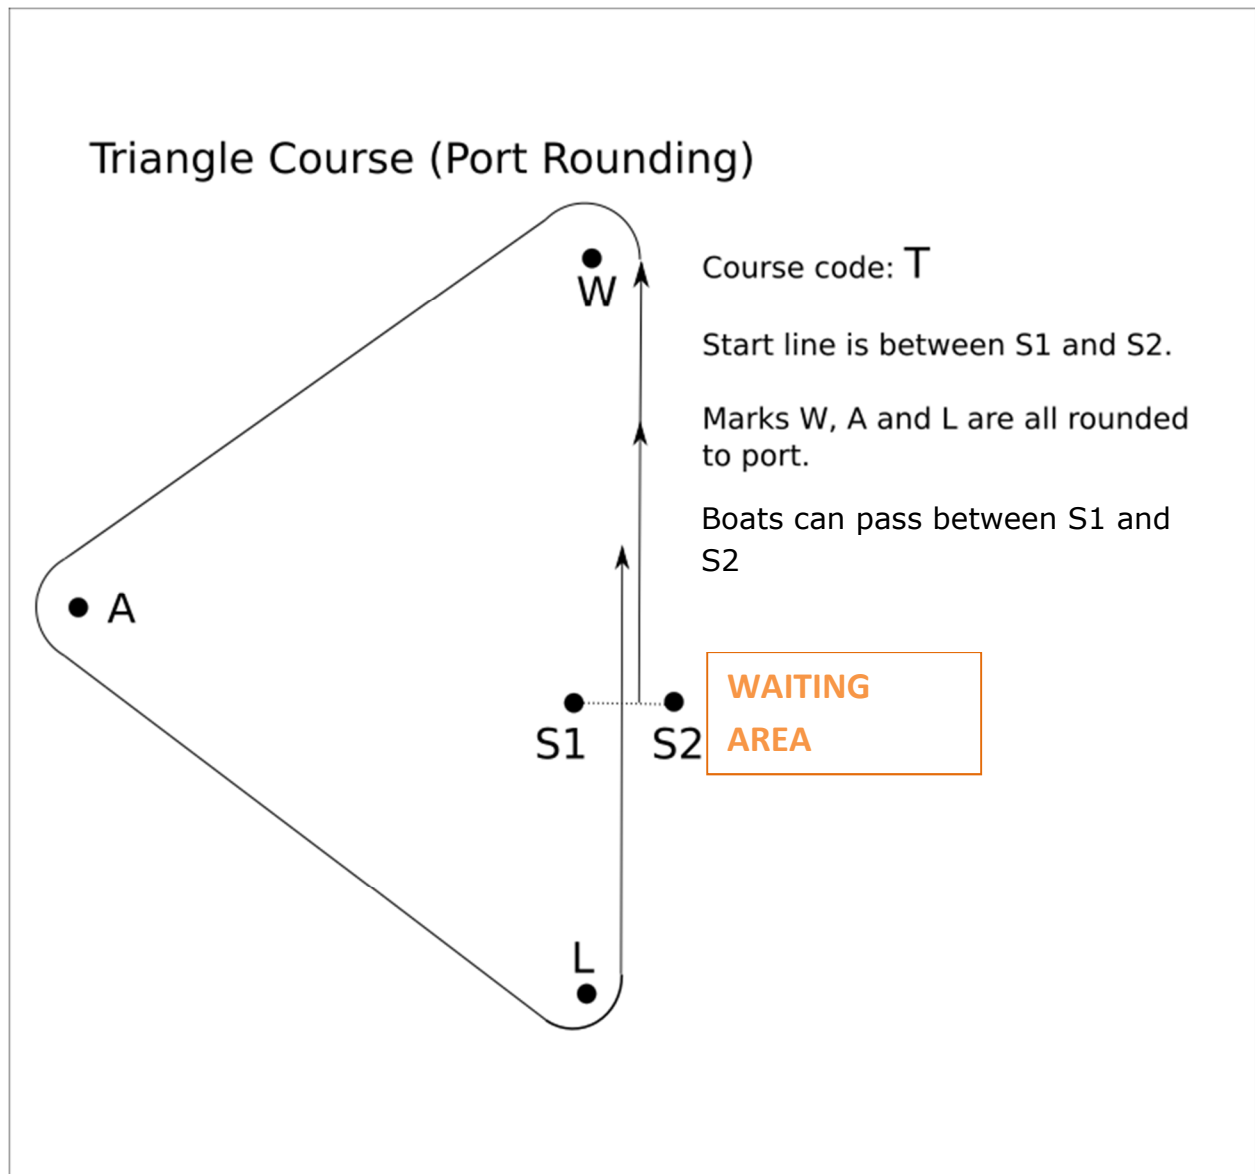 Triangle Course (Port Rounding)
W
Course code: T
Start line is between S1 and S2.
Marks W, A and L are all rounded
to port.
Boats can pass between S1 and
S2
A
WAITING
AREA
S1
S2
L